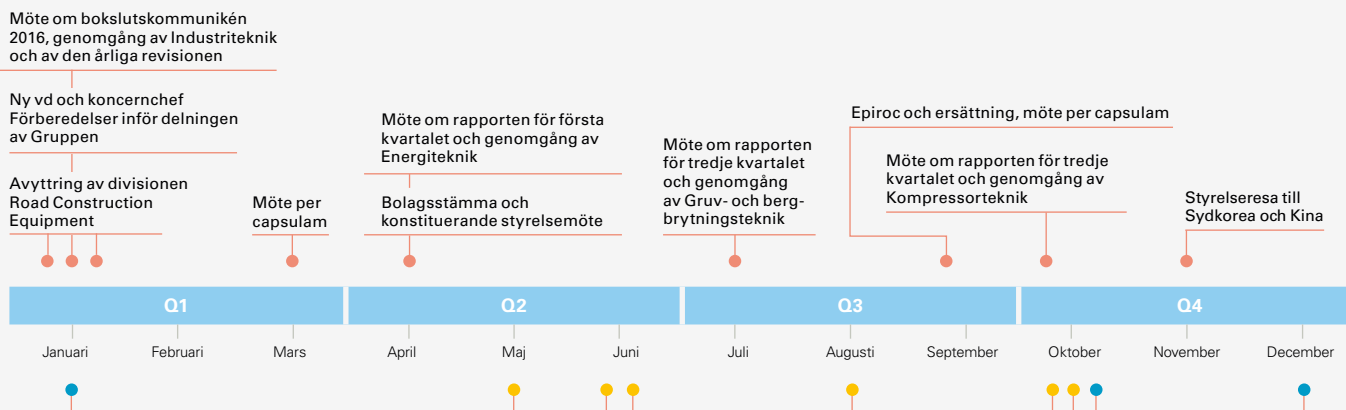 Möte om bokslutskommunikén
2016, genomgång av Industriteknik
och av den årliga revisionen
Ny vd och koncernchef
Förberedelser inför delningen
av Gruppen
Avyttring av divisionen
Road Construction
Equipment
Möte per
capsulam
Möte om rapporten för första
kvartalet och genomgång av
Energiteknik
Bolagsstämma och
konstituerande styrelsemöte
Möte om rapporten
för tredje kvartalet
och genomgång
av Gruv- och berg-
brytningsteknik
Epiroc och ersättning, möte per capsulam
Möte om rapporten för tredje
kvartalet och genomgång av
Kompressorteknik
Styrelseresa till
Sydkorea och Kina
Q1
Q2
Q3
Q4
Januari
Februari
Mars
April
Maj
Juni
Juli
Augusti
September
Oktober
November
December